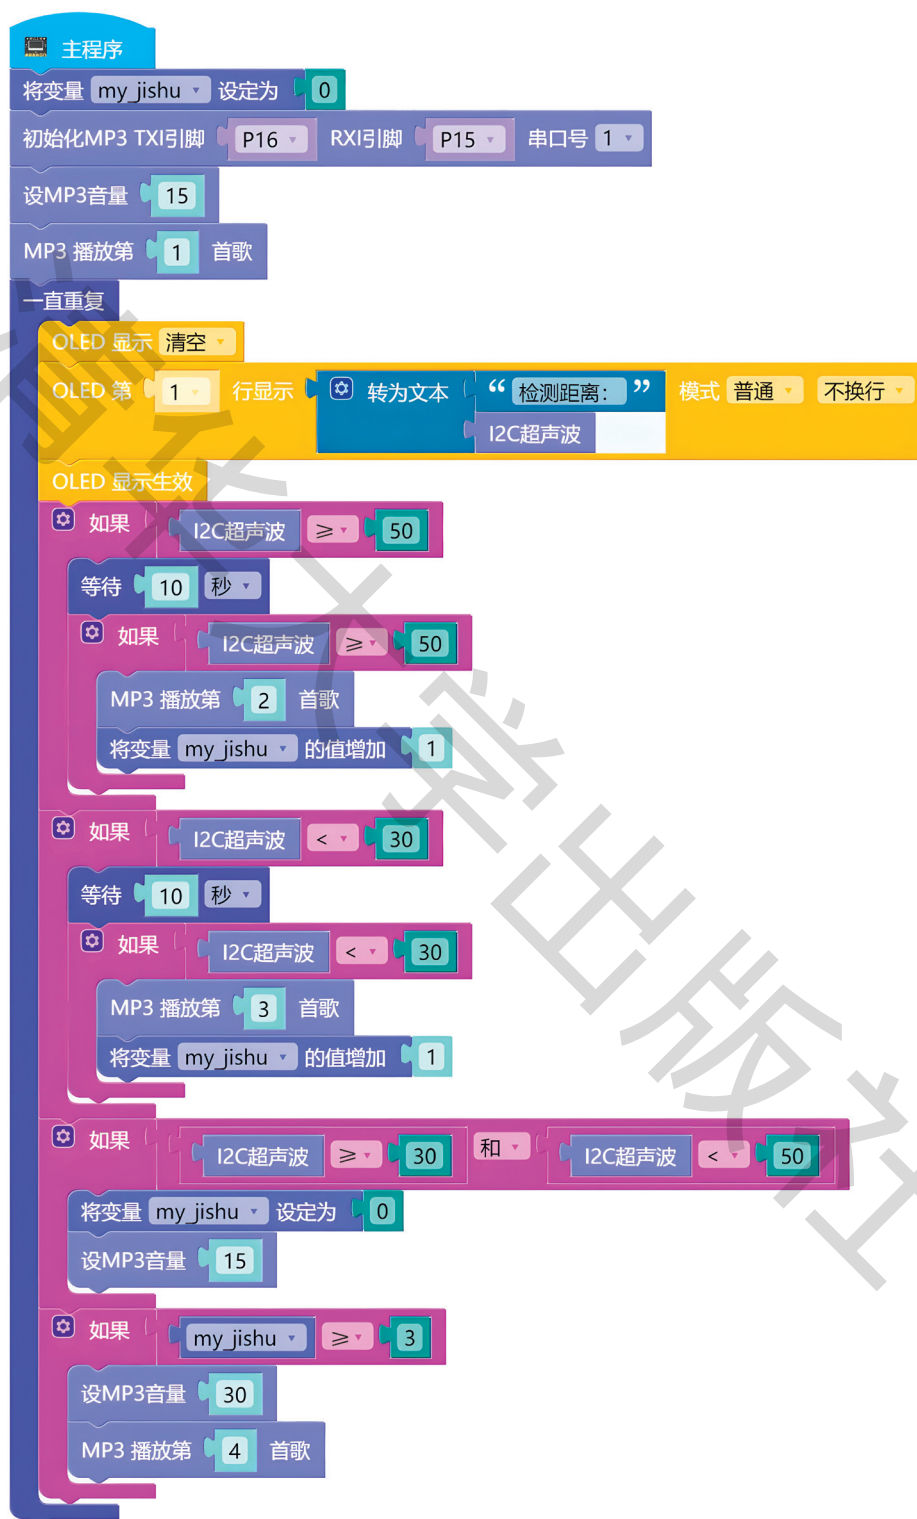 主程序
将变量 my_jishu 设定为 0
初始化MP3 TXI引脚 P16 RXI引脚 P15 串口号 1
设MP3音量 15
MP3 播放第 1 首歌
一直重复
OLED 显示 清空
OLED 第 1 行显示 转为文本 “ 检测距离： ” 模式 普通 不换行
I2C超声波
OLED 显示生效
如果 I2C超声波 ≥ 50
等待 10 秒
如果 I2C超声波 ≥ 50
MP3 播放第 2 首歌
将变量 my_jishu 的值增加 1
如果 I2C超声波 < 30
等待 10 秒
如果 I2C超声波 < 30
MP3 播放第 3 首歌
将变量 my_jishu 的值增加 1
如果 I2C超声波 ≥ 30 和 I2C超声波 < 50
将变量 my_jishu 设定为 0
设MP3音量 15
如果 my_jishu ≥ 3
设MP3音量 30
MP3 播放第 4 首歌
清华大学出版社